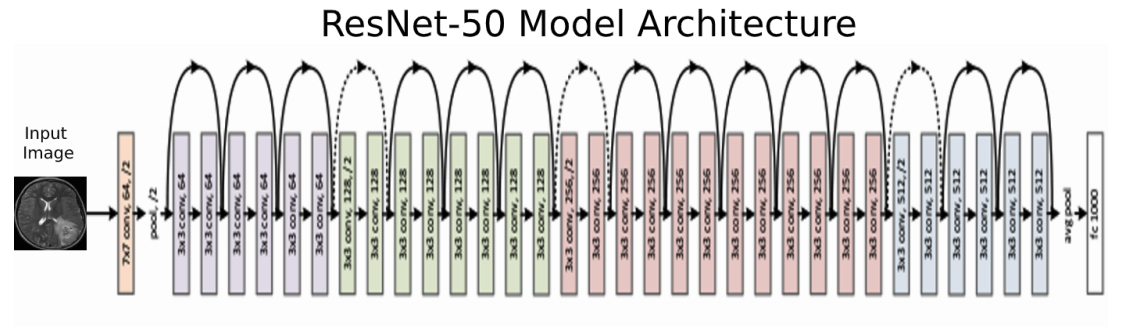 ResNet-50 Model Architecture
Input
Image
7x7 conv, 64, /2
pool, /2
3x3 conv, 64
3x3 conv, 64
3x3 conv, 64
3x3 conv, 64
3x3 conv, 64
3x3 conv, 64
3x3 conv, 128, /2
3x3 conv, 128
3x3 conv, 128
3x3 conv, 128
3x3 conv, 128
3x3 conv, 128
3x3 conv, 128
3x3 conv, 128
3x3 conv, 256, /2
3x3 conv, 256
3x3 conv, 256
3x3 conv, 256
3x3 conv, 256
3x3 conv, 256
3x3 conv, 256
3x3 conv, 256
3x3 conv, 256
3x3 conv, 256
3x3 conv, 256
3x3 conv, 256
3x3 conv, 512, /2
3x3 conv, 512
3x3 conv, 512
3x3 conv, 512
3x3 conv, 512
3x3 conv, 512
avg pool
fc 1000